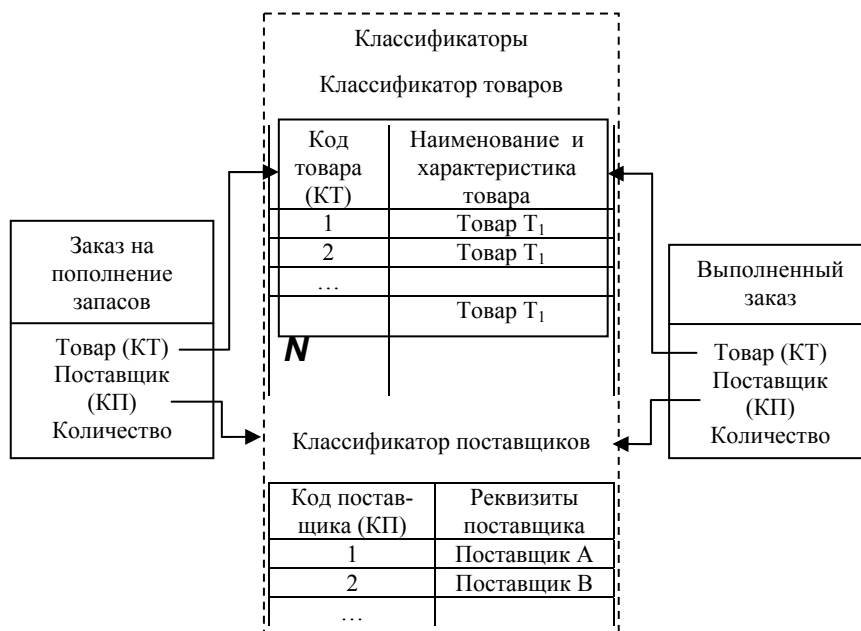 Классификаторы
Классификатор товаров
Код
товара
(КТ)
Наименование и
характеристика
товара
1
Товар Т₁
2
Товар Т₁
…
Товар Т₁
N
Заказ на
пополнение
запасов
Товар (КТ)
Поставщик
(КП)
Количество
Выполненный
заказ
Товар (КТ)
Поставщик
(КП)
Количество
Классификатор поставщиков
Код постав-
щика (КП)
Реквизиты
поставщика
1
Поставщик А
2
Поставщик В
…